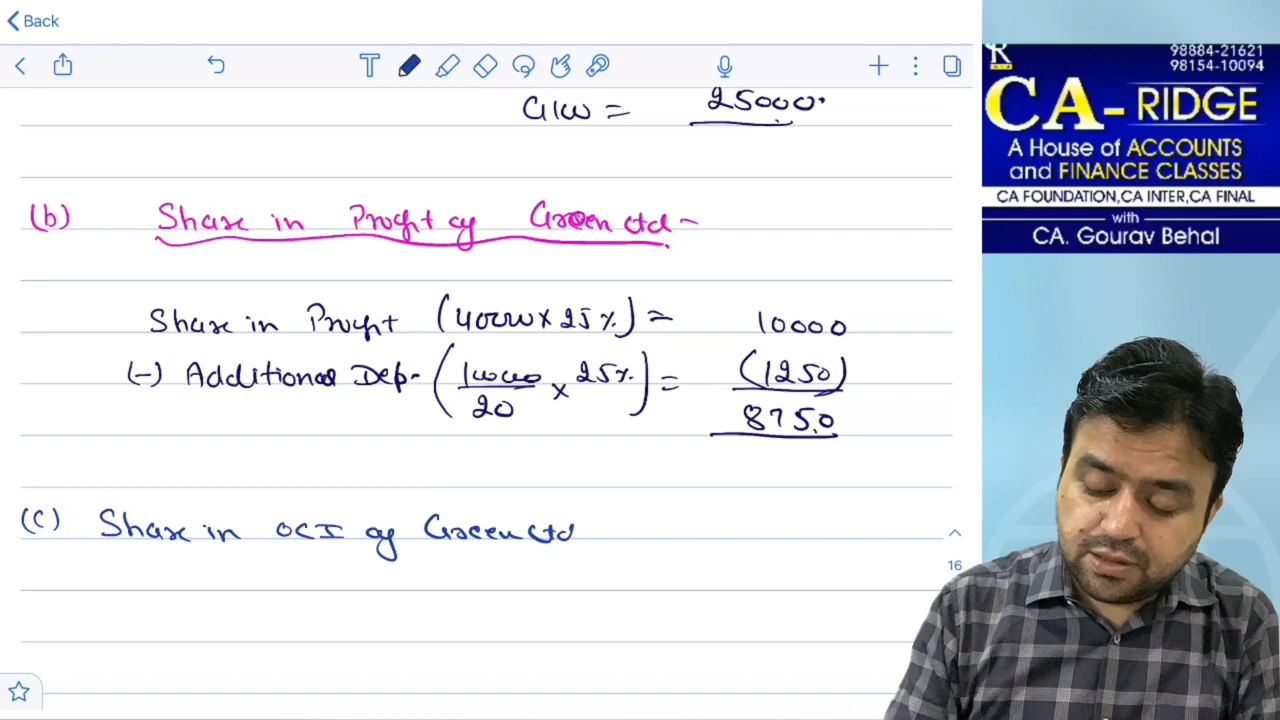 Back
G/W = 25000
(b) Share in Profit of Green Ltd -
Share in Profit (40000 x 25%) = 10000
(-) Additional Dep. (100000/20 x 25%) = (1250)
8750
(C) Share in OCI of Green Ltd
16
98884-21621
98154-10094
CA-RIDGE
A House of ACCOUNTS
and FINANCE CLASSES
CA FOUNDATION,CA INTER,CA FINAL
with
CA. Gourav Behal